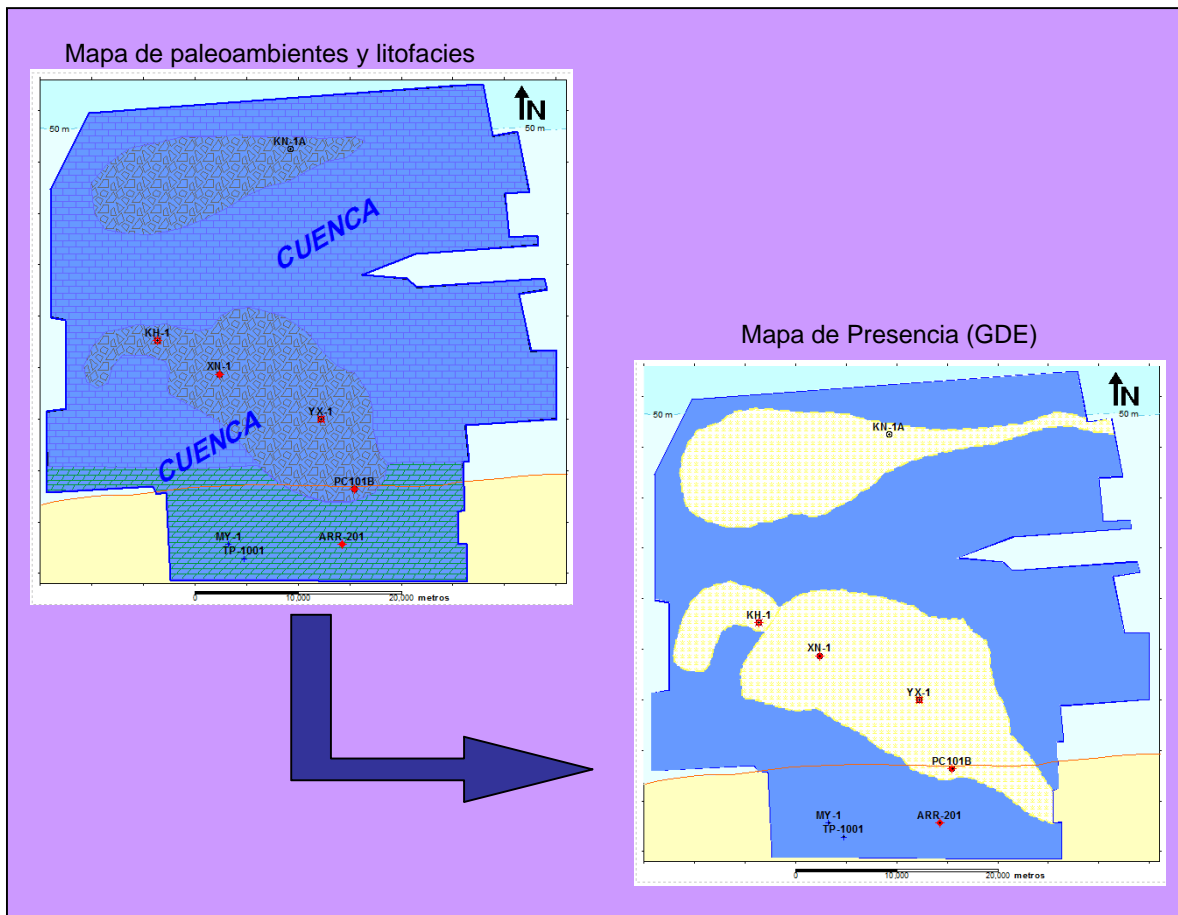 Mapa de paleoambientes y litofacies
N
50 m
50 m
KN-1A
CUENCA
KH-1
XN-1
YX-1
CUENCA
PC101B
MY-1
ARR-201
TP-1001
0 10,000 20,000 metros
Mapa de Presencia (GDE)
N
50 m
50 m
KN-1A
KH-1
XN-1
YX-1
PC101B
MY-1
ARR-201
TP-1001
0 10,000 20,000 metros